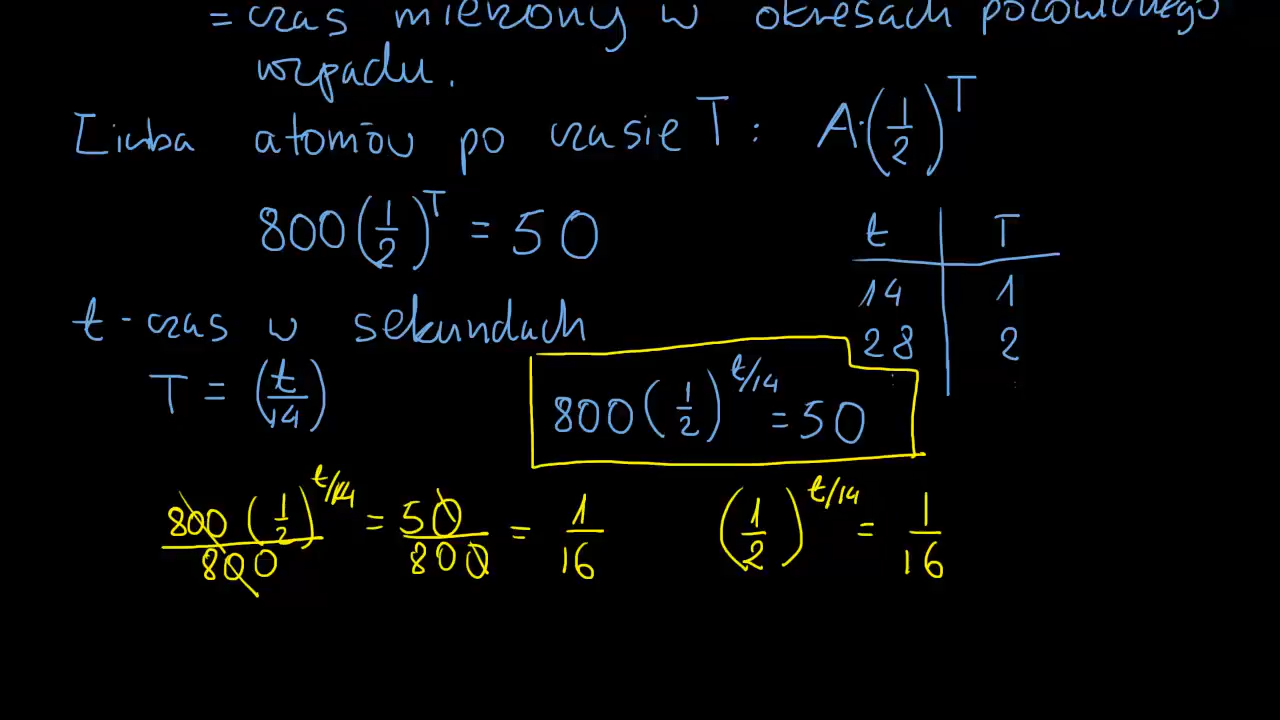 = czas mierzony w okresach połowicznego
rozpadu.
Liczba atomów po czasie T : A·(1/2)^T
800(1/2)^T = 50
t | T
14 | 1
28 | 2
t - czas w sekundach
T = (t/14)
800(1/2)^t/14 = 50
800(1/2)^t/14 / 800 = 50/800 = 1/16
(1/2)^t/14 = 1/16